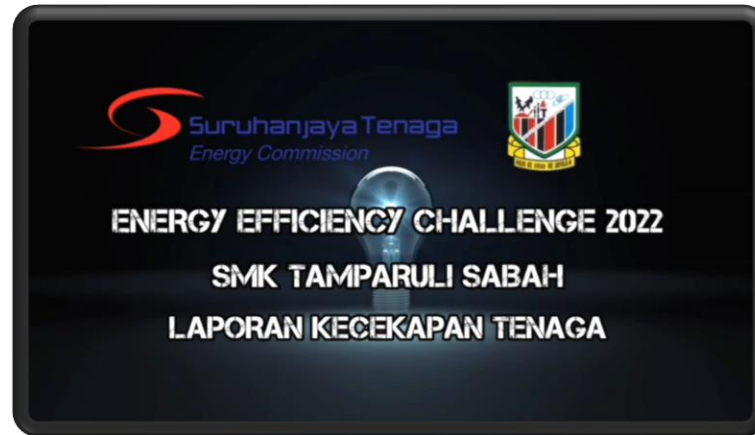 Suruhanjaya Tenaga
Energy Commission
ENERGY EFFICIENCY CHALLENGE 2022
SMK TAMPARULI SABAH
LAPORAN KECEKAPAN TENAGA